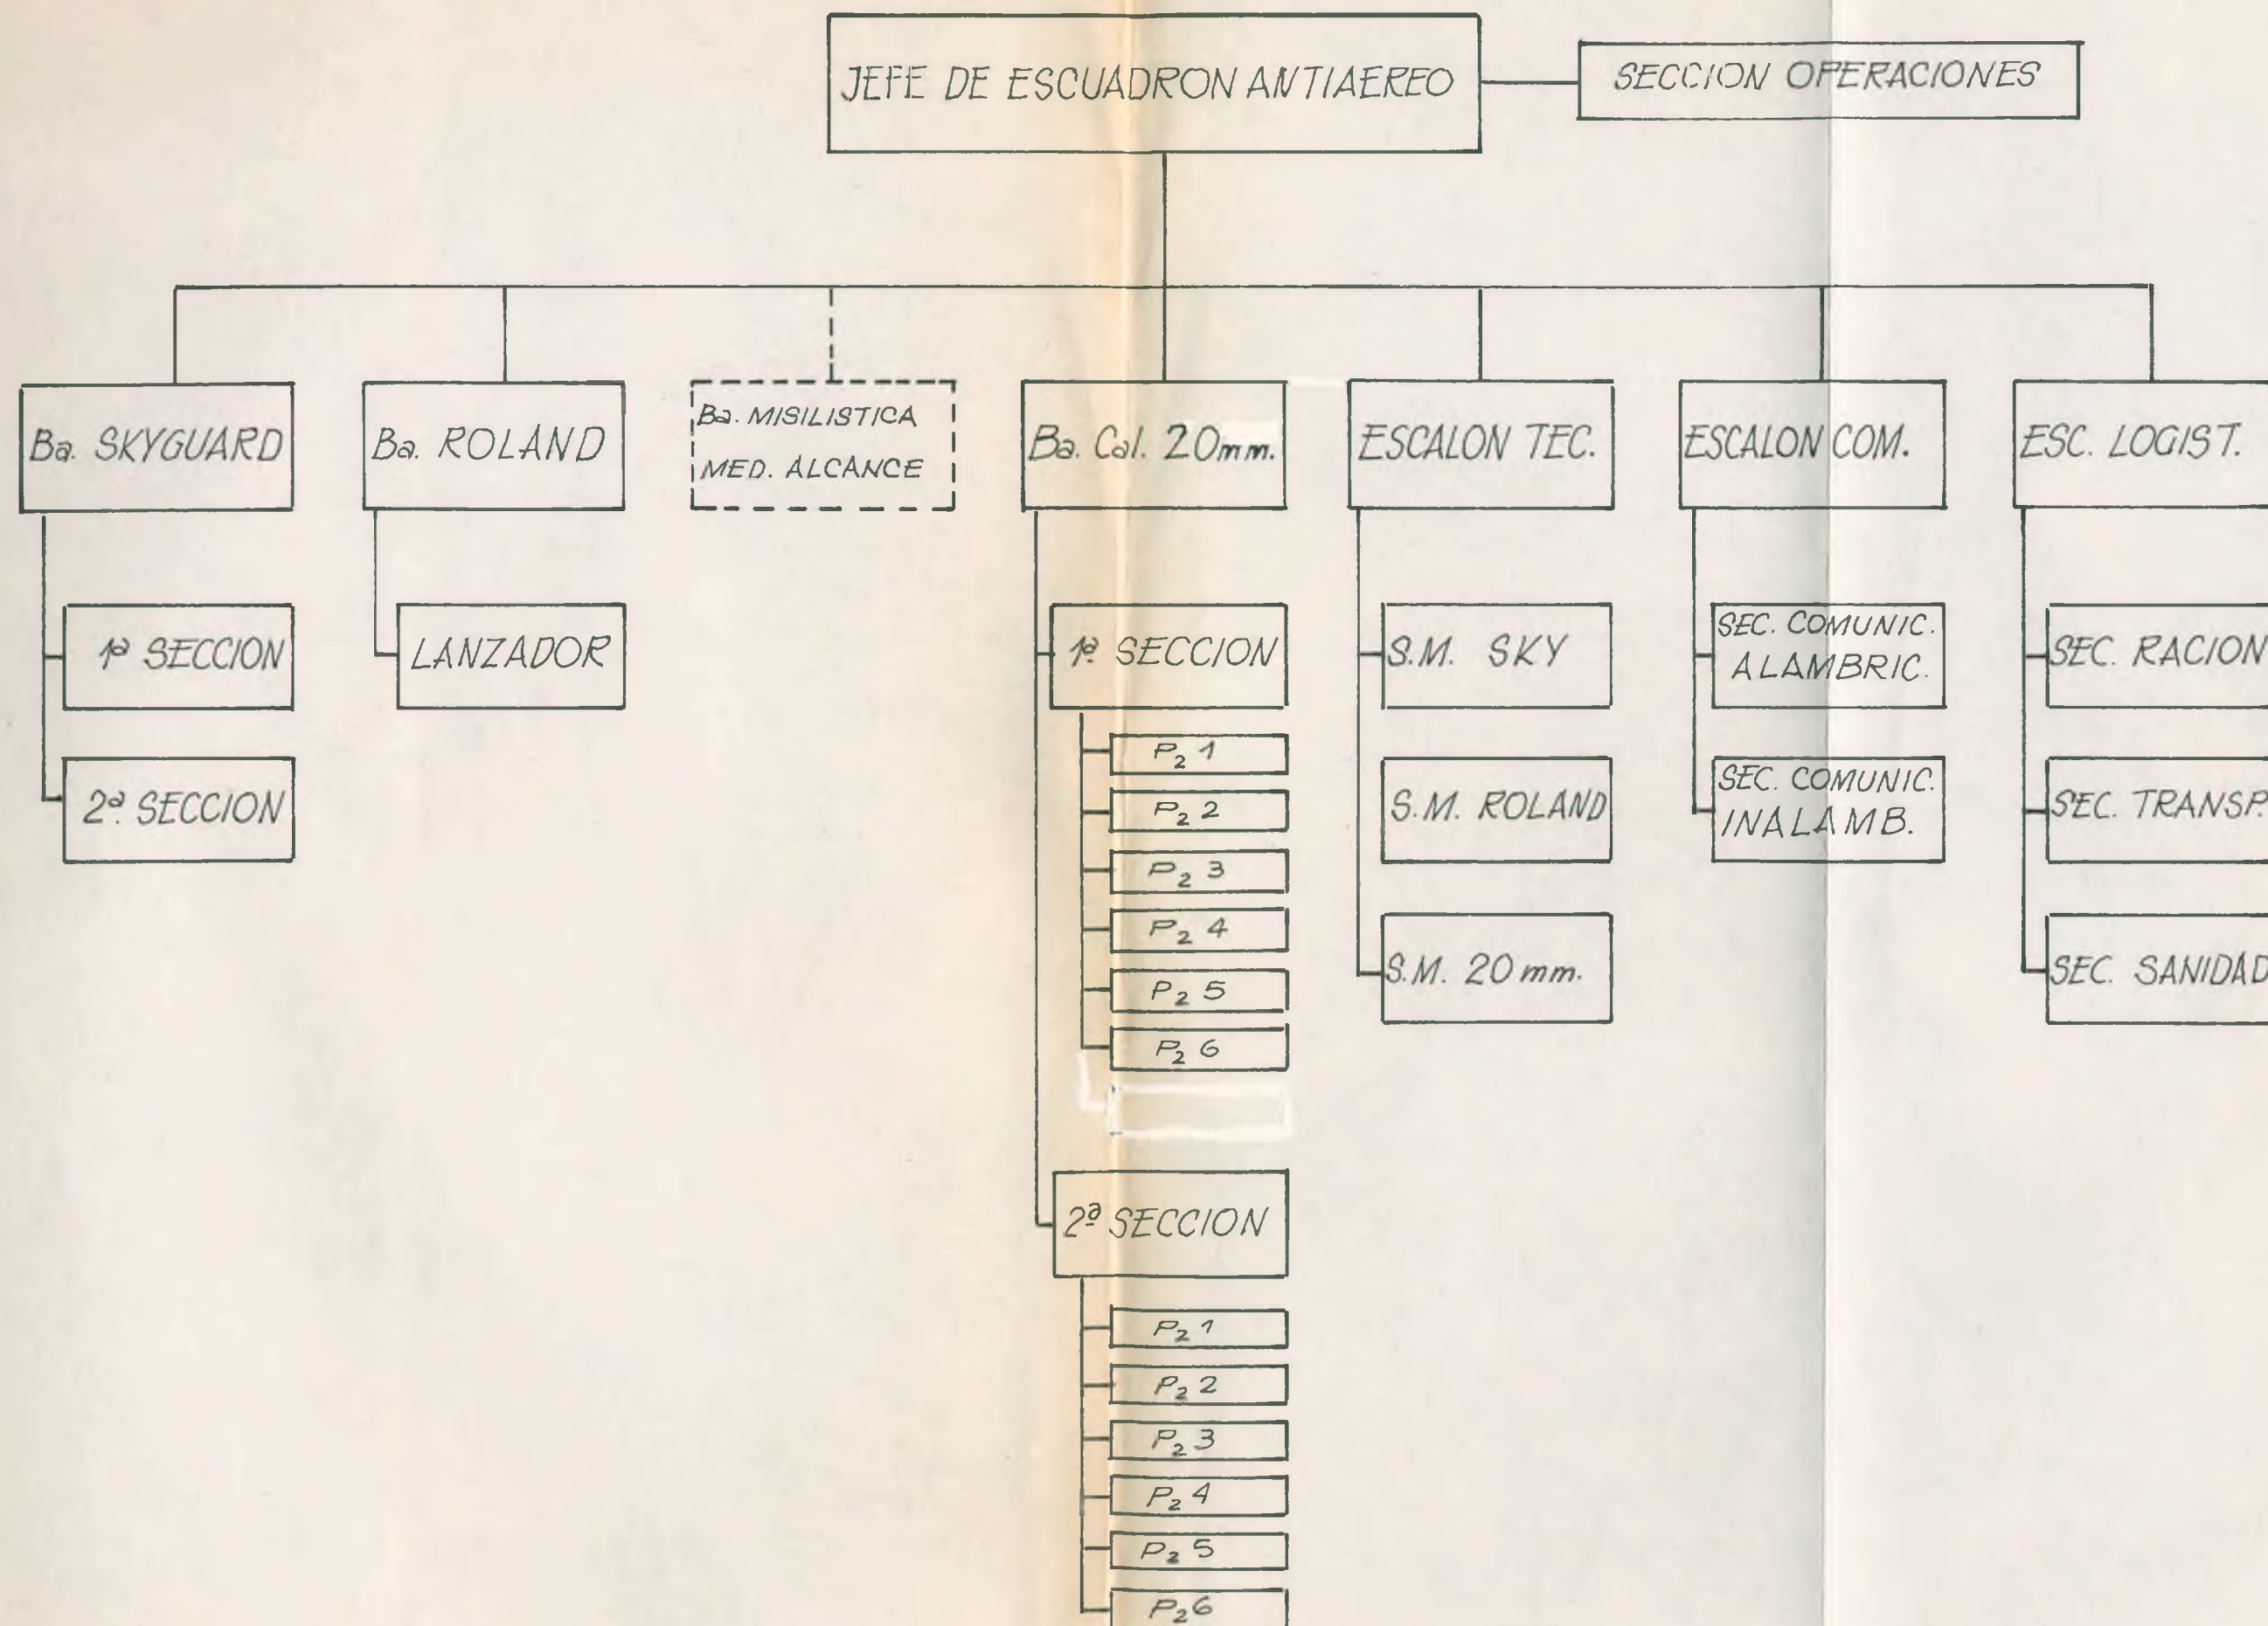 JEFE DE ESCUADRON ANTIAEREO
SECCION OPERACIONES
Ba. SKYGUARD
Ba. ROLAND
Ba. MISILISTICA
MED. ALCANCE
Ba. Cal. 20mm.
ESCALON TEC.
ESCALON COM.
ESC. LOGIST.
1ª SECCION
2ª. SECCION
LANZADOR
1ª. SECCION
P2 1
P2 2
P2 3
P2 4
P2 5
P2 6
2ª SECCION
P2 1
P2 2
P2 3
P2 4
P2 5
P2 6
S.M. SKY
S.M. ROLAND
S.M. 20 mm.
SEC. COMUNIC.
ALAMBRIC.
SEC. COMUNIC.
INALAMB.
SEC. RACION
SEC. TRANSP.
SEC. SANIDAD